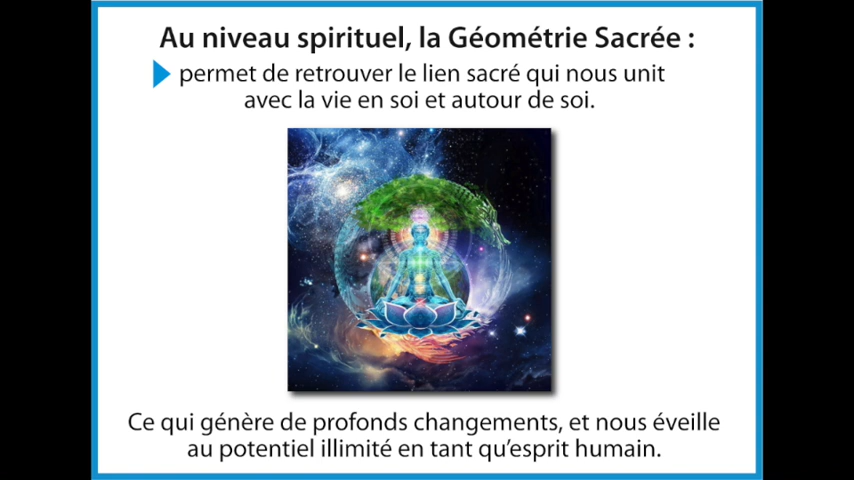 Au niveau spirituel, la Géométrie Sacrée :
permet de retrouver le lien sacré qui nous unit
avec la vie en soi et autour de soi.
Ce qui génère de profonds changements, et nous éveille
au potentiel illimité en tant qu'esprit humain.